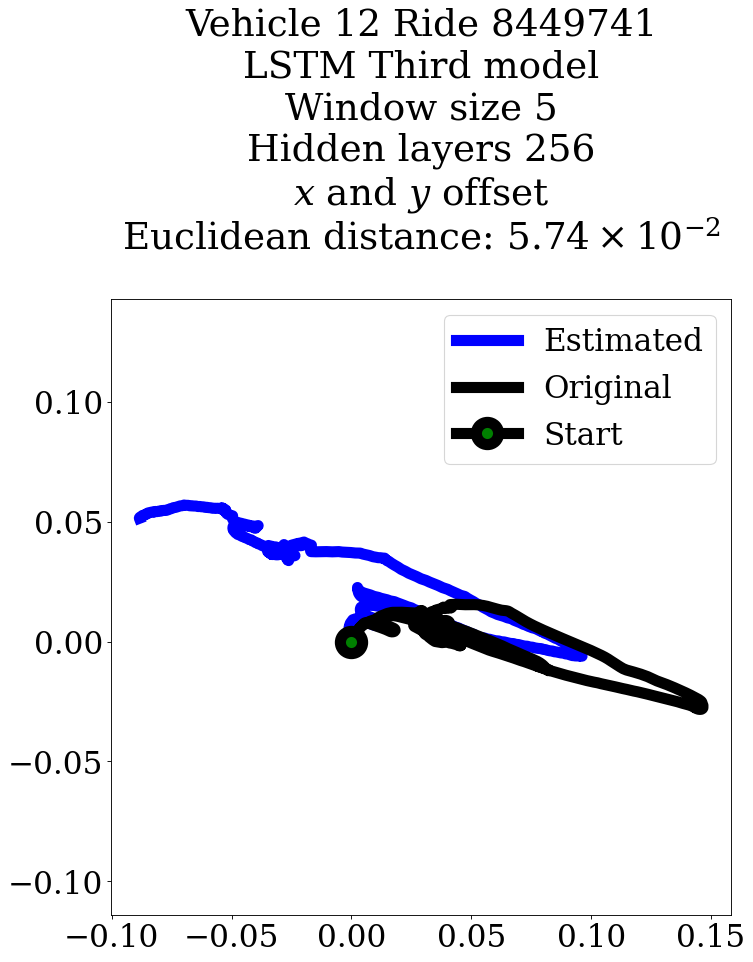 Vehicle 12 Ride 8449741
LSTM Third model
Window size 5
Hidden layers 256
x and y offset
Euclidean distance: 5.74 × 10⁻²
Estimated
Original
Start
0.10
0.05
0.00
−0.05
−0.10
−0.10 −0.05 0.00 0.05 0.10 0.15